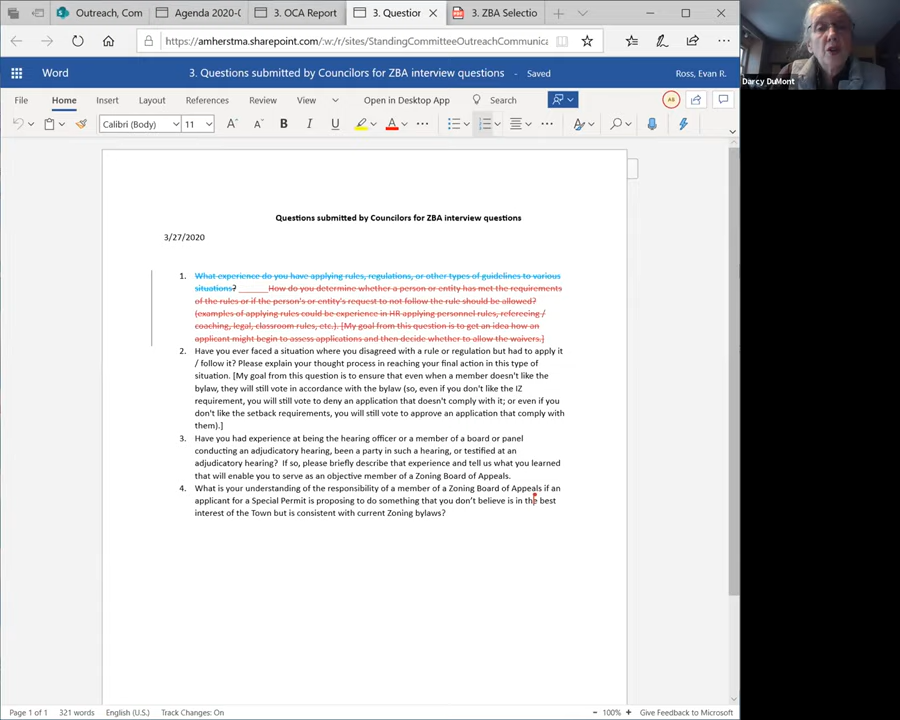 Outreach, Com
Agenda 2020-(
3. OCA Report
3. Question
3. ZBA Selectio
https://amherstma.sharepoint.com/:w:/r/sites/StandingCommitteeOutreachCommunica
Word
3. Questions submitted by Councilors for ZBA interview questions - Saved
Ross, Evan R.
Darcy DuMont
File Home Insert Layout References Review Open in Desktop App Search
AB
Calibri (Body) 11 A A B I U A
Questions submitted by Councilors for ZBA interview questions
3/27/2020
1. What experience do you have applying rules, regulations, or other types of guidelines to various
situations? ______How do you determine whether a person or entity has met the requirements
of the rules or if the person's or entity's request to not follow the rule should be allowed?
(examples of applying rules could be experience in HR applying personnel rules, refereeing /
coaching, legal, classroom rules, etc.). [My goal from this question is to get an idea how an
applicant might begin to assess applications and then decide whether to allow the waivers.]
2. Have you ever faced a situation where you disagreed with a rule or regulation but had to apply it
/ follow it? Please explain your thought process in reaching your final action in this type of
situation. [My goal from this question is to ensure that even when a member doesn't like the
bylaw, they will still vote in accordance with the bylaw (so, even if you don't like the IZ
requirement, you will still vote to deny an application that doesn't comply with it; or even if you
don't like the setback requirements, you will still vote to approve an application that comply with
them).]
3. Have you had experience at being the hearing officer or a member of a board or panel
conducting an adjudicatory hearing, been a party in such a hearing, or testified at an
adjudicatory hearing? If so, please briefly describe that experience and tell us what you learned
that will enable you to serve as an objective member of a Zoning Board of Appeals.
4. What is your understanding of the responsibility of a member of a Zoning Board of Appeals if an
applicant for a Special Permit is proposing to do something that you don't believe is in the best
interest of the Town but is consistent with current Zoning bylaws?
Page 1 of 1 321 words English (U.S.) Track Changes: On
100% Give Feedback to Microsoft